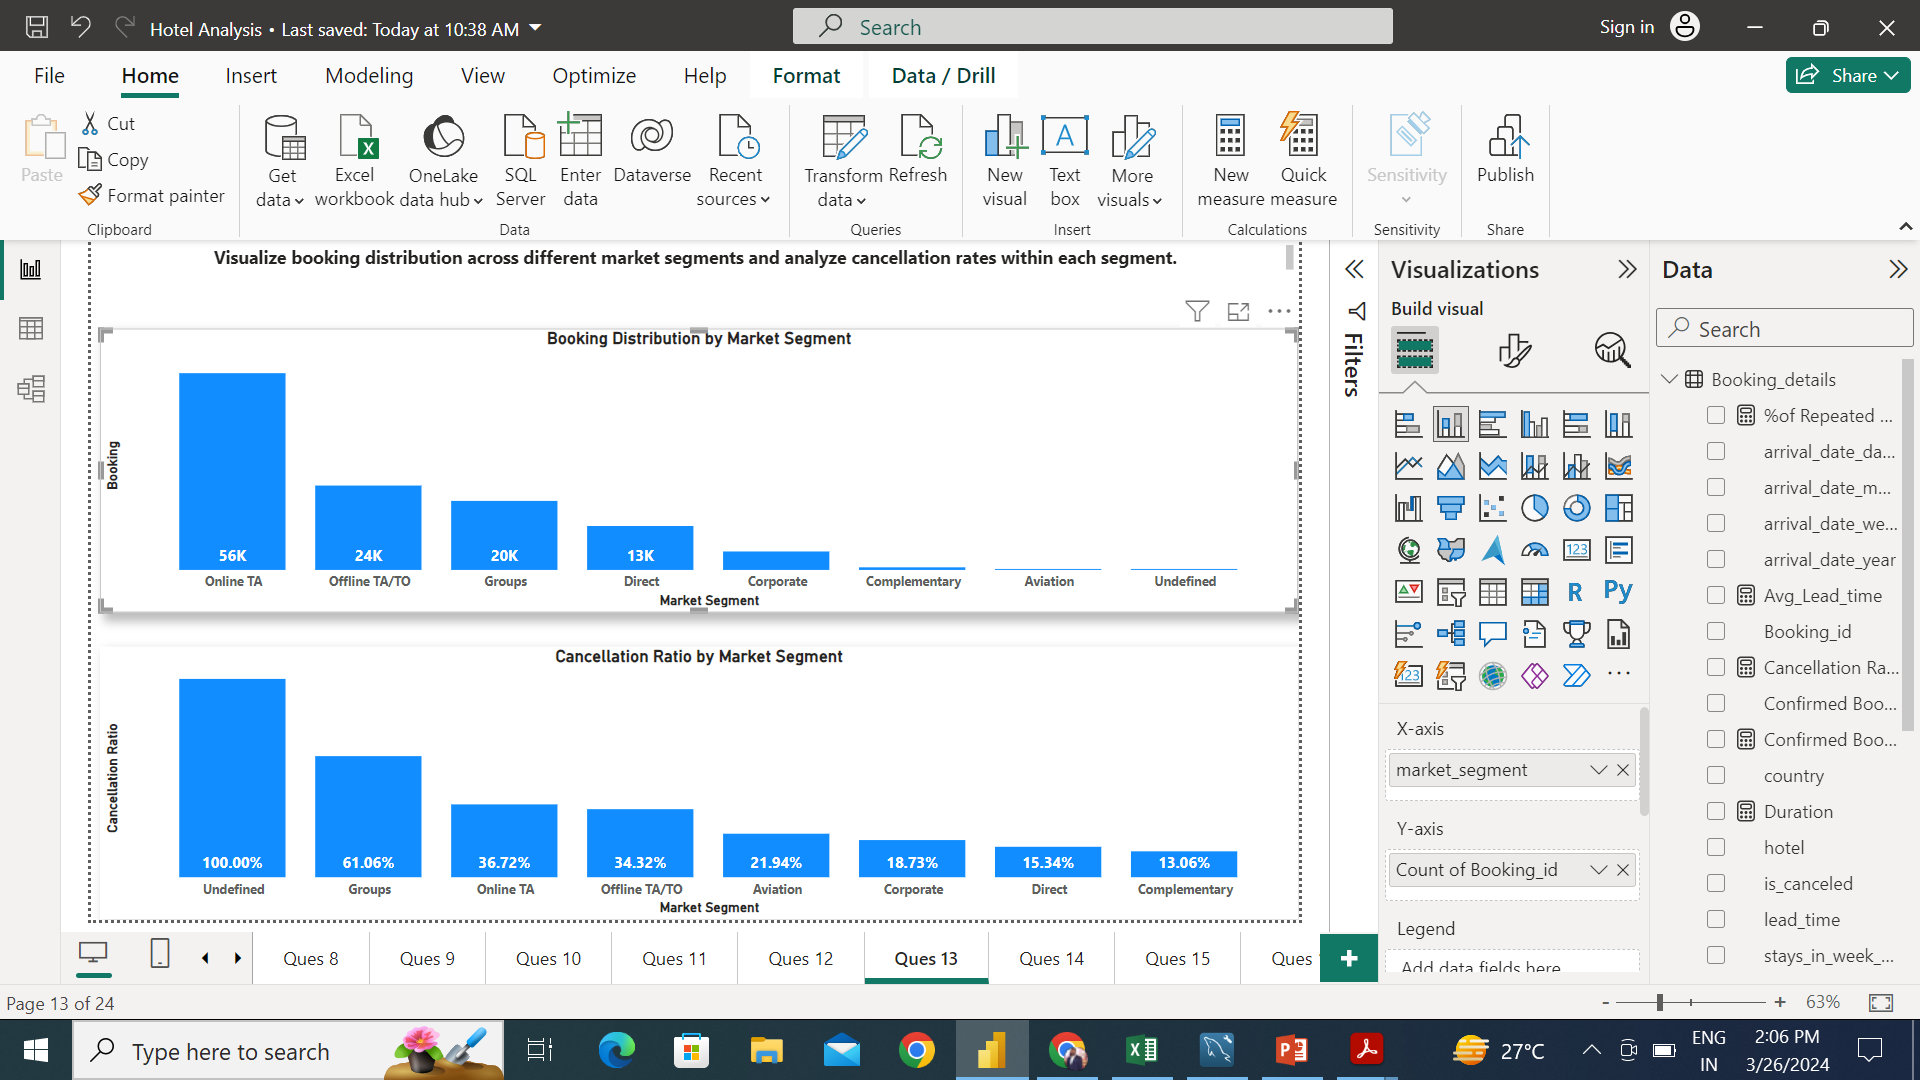 Hotel Analysis • Last saved: Today at 10:38 AM
Search
Sign in
File Home Insert Modeling View Optimize Help Format Data / Drill
Share
Paste
Cut
Copy
Format painter
Clipboard
Get data
Excel workbook
OneLake data hub
SQL Server
Enter data
Dataverse
Recent sources
Data
Transform data
Refresh
Queries
New visual
Text box
More visuals
Insert
New measure
Quick measure
Calculations
Sensitivity
Sensitivity
Publish
Share
Visualize booking distribution across different market segments and analyze cancellation rates within each segment.
Booking Distribution by Market Segment
Booking
56K 24K 20K 13K
Online TA Offline TA/TO Groups Direct Corporate Complementary Aviation Undefined
Market Segment
Cancellation Ratio by Market Segment
Cancellation Ratio
100.00% 61.06% 36.72% 34.32% 21.94% 18.73% 15.34% 13.06%
Undefined Groups Online TA Offline TA/TO Aviation Corporate Direct Complementary
Market Segment
Filters
Visualizations
Build visual
123
R
Py
123
X-axis
market_segment
Y-axis
Count of Booking_id
Legend
Add data fields here
Data
Search
Booking_details
%of Repeated ...
arrival_date_da...
arrival_date_m...
arrival_date_we...
arrival_date_year
Avg_Lead_time
Booking_id
Cancellation Ra...
Confirmed Boo...
Confirmed Boo...
country
Duration
hotel
is_canceled
lead_time
stays_in_week_...
Ques 8 Ques 9 Ques 10 Ques 11 Ques 12 Ques 13 Ques 14 Ques 15 Ques
Page 13 of 24
- + 63%
Type here to search
27°C
ENG
IN
2:06 PM
3/26/2024